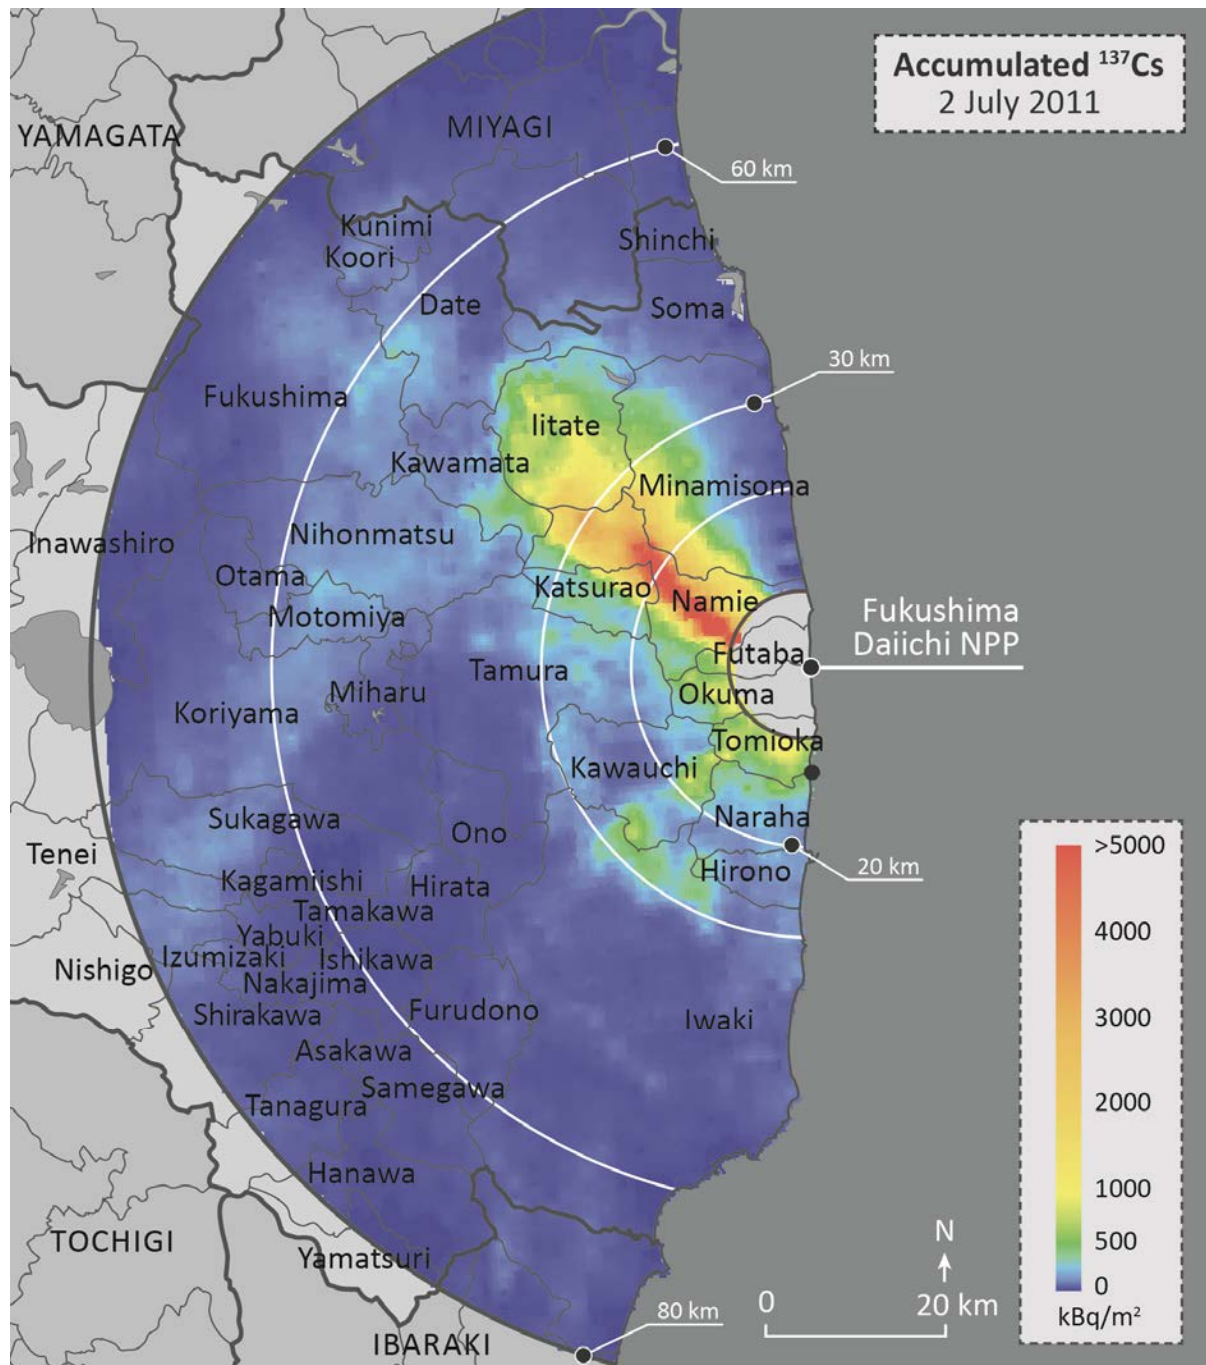 Accumulated ¹³⁷Cs
2 July 2011
YAMAGATA
MIYAGI
60 km
Kunimi
Shinchi
Koori
Date
Soma
30 km
Fukushima
Iitate
Kawamata
Minamisoma
Nihonmatsu
Inawashiro
Otama
Katsurao
Namie
Motomiya
Fukushima
Daiichi NPP
Futaba
Tamura
Miharu
Okuma
Koriyama
Tomioka
Kawauchi
Sukagawa
Ono
Naraha
Tenei
Hirono
20 km
Kagamiishi
Hirata
Tamakawa
Yabuki
Izumizaki
Ishikawa
Nishigo
Nakajima
Shirakawa
Furudono
Iwaki
Asakawa
Samegawa
Tanagura
Hanawa
TOCHIGI
Yamatsuri
IBARAKI
80 km
N
0 20 km
>5000
4000
3000
2000
1000
500
0
kBq/m²